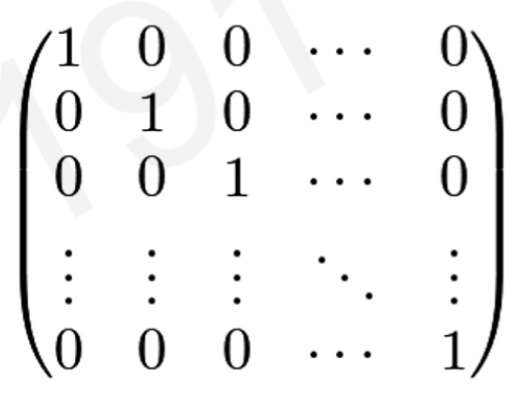 1 0 0 ⋯ 0
0 1 0 ⋯ 0
0 0 1 ⋯ 0
⋮ ⋮ ⋮ ⋱ ⋮
0 0 0 ⋯ 1